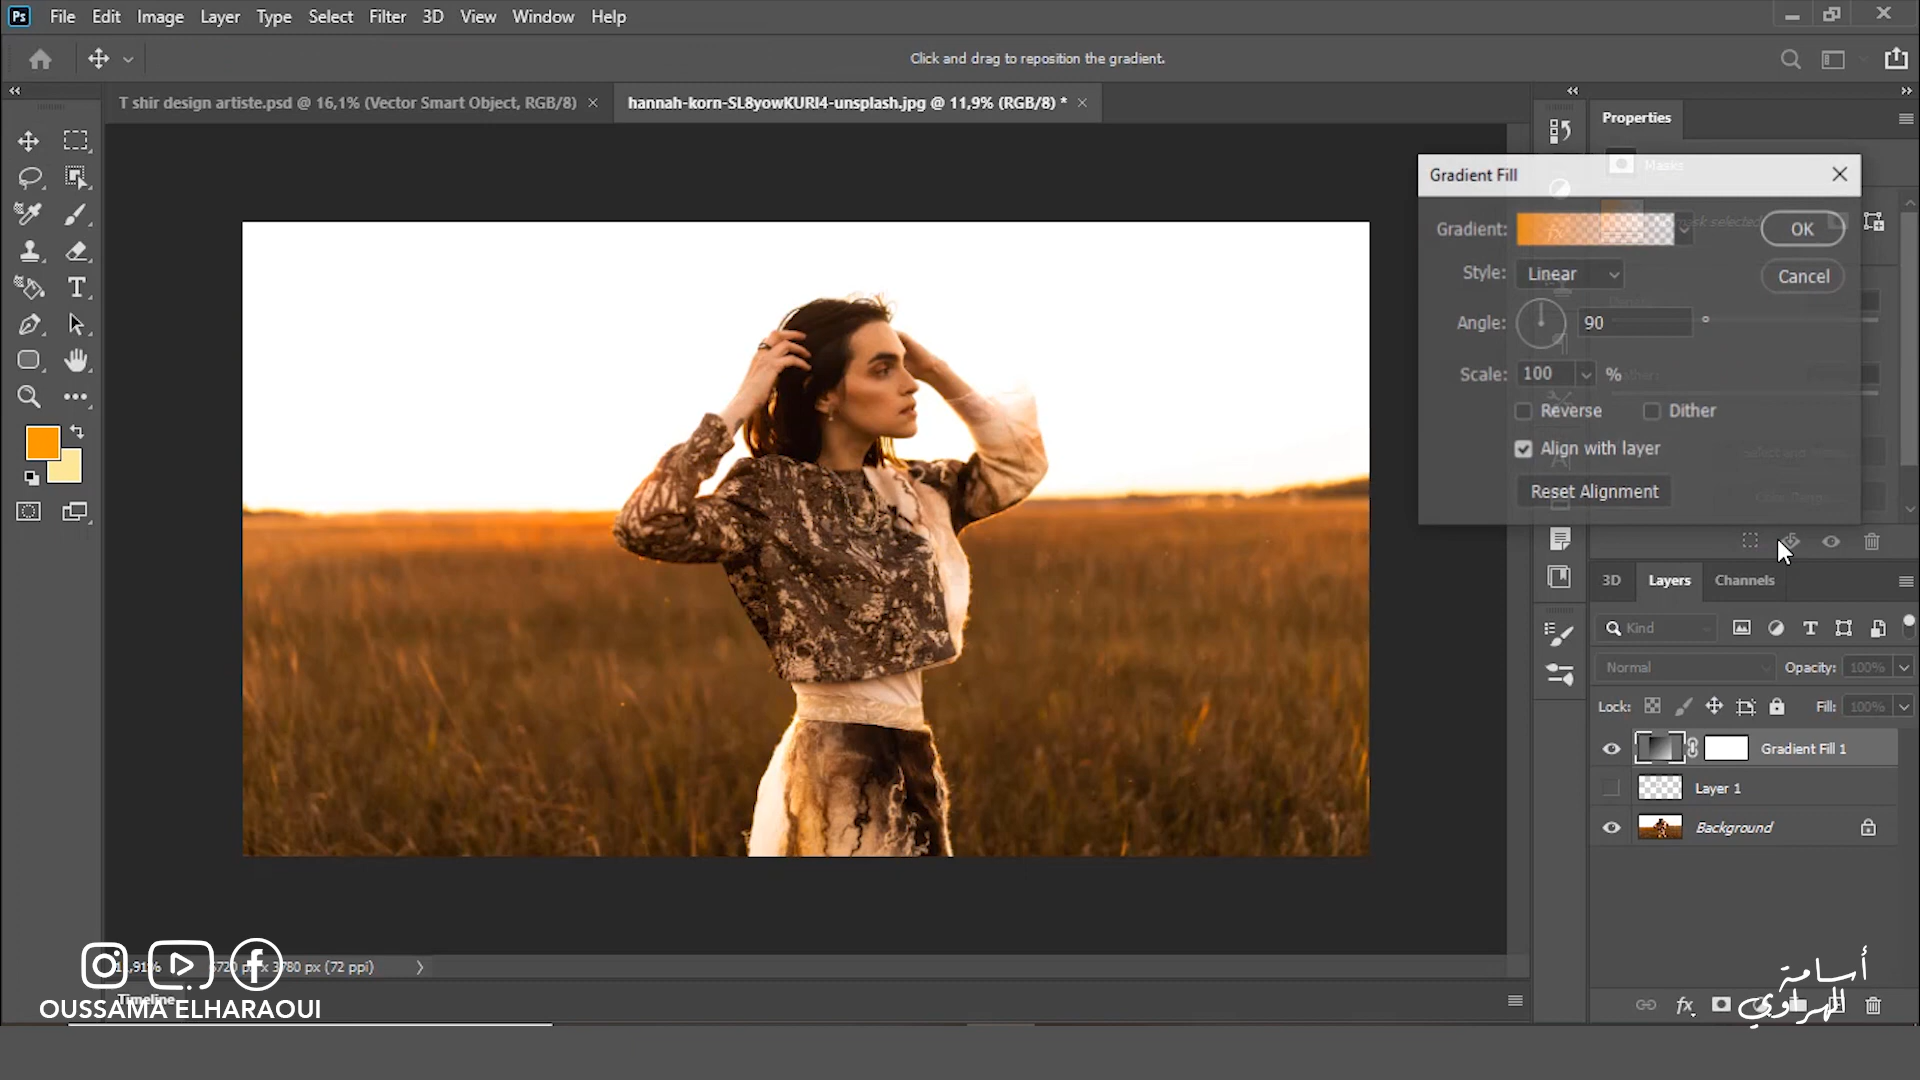 Ps File Edit Image Layer Type Select Filter 3D View Window Help
Click and drag to reposition the gradient.
T shir design artiste.psd @ 16,1% (Vector Smart Object, RGB/8) ×
hannah-korn-SL8yowKURI4-unsplash.jpg @ 11,9% (RGB/8) * ×
Properties
Masks
Gradient Fill
Gradient:
mask selected
OK
Style: Linear
Cancel
Angle: 90 °
Scale: 100 %
Reverse Dither
Align with layer
Reset Alignment
3D Layers Channels
Kind
Normal Opacity: 100%
Lock: Fill: 100%
Gradient Fill 1
Layer 1
Background
3780 px (72 ppi)
Timeline
OUSSAMA ELHARAOUI
أسامة
الهراوي